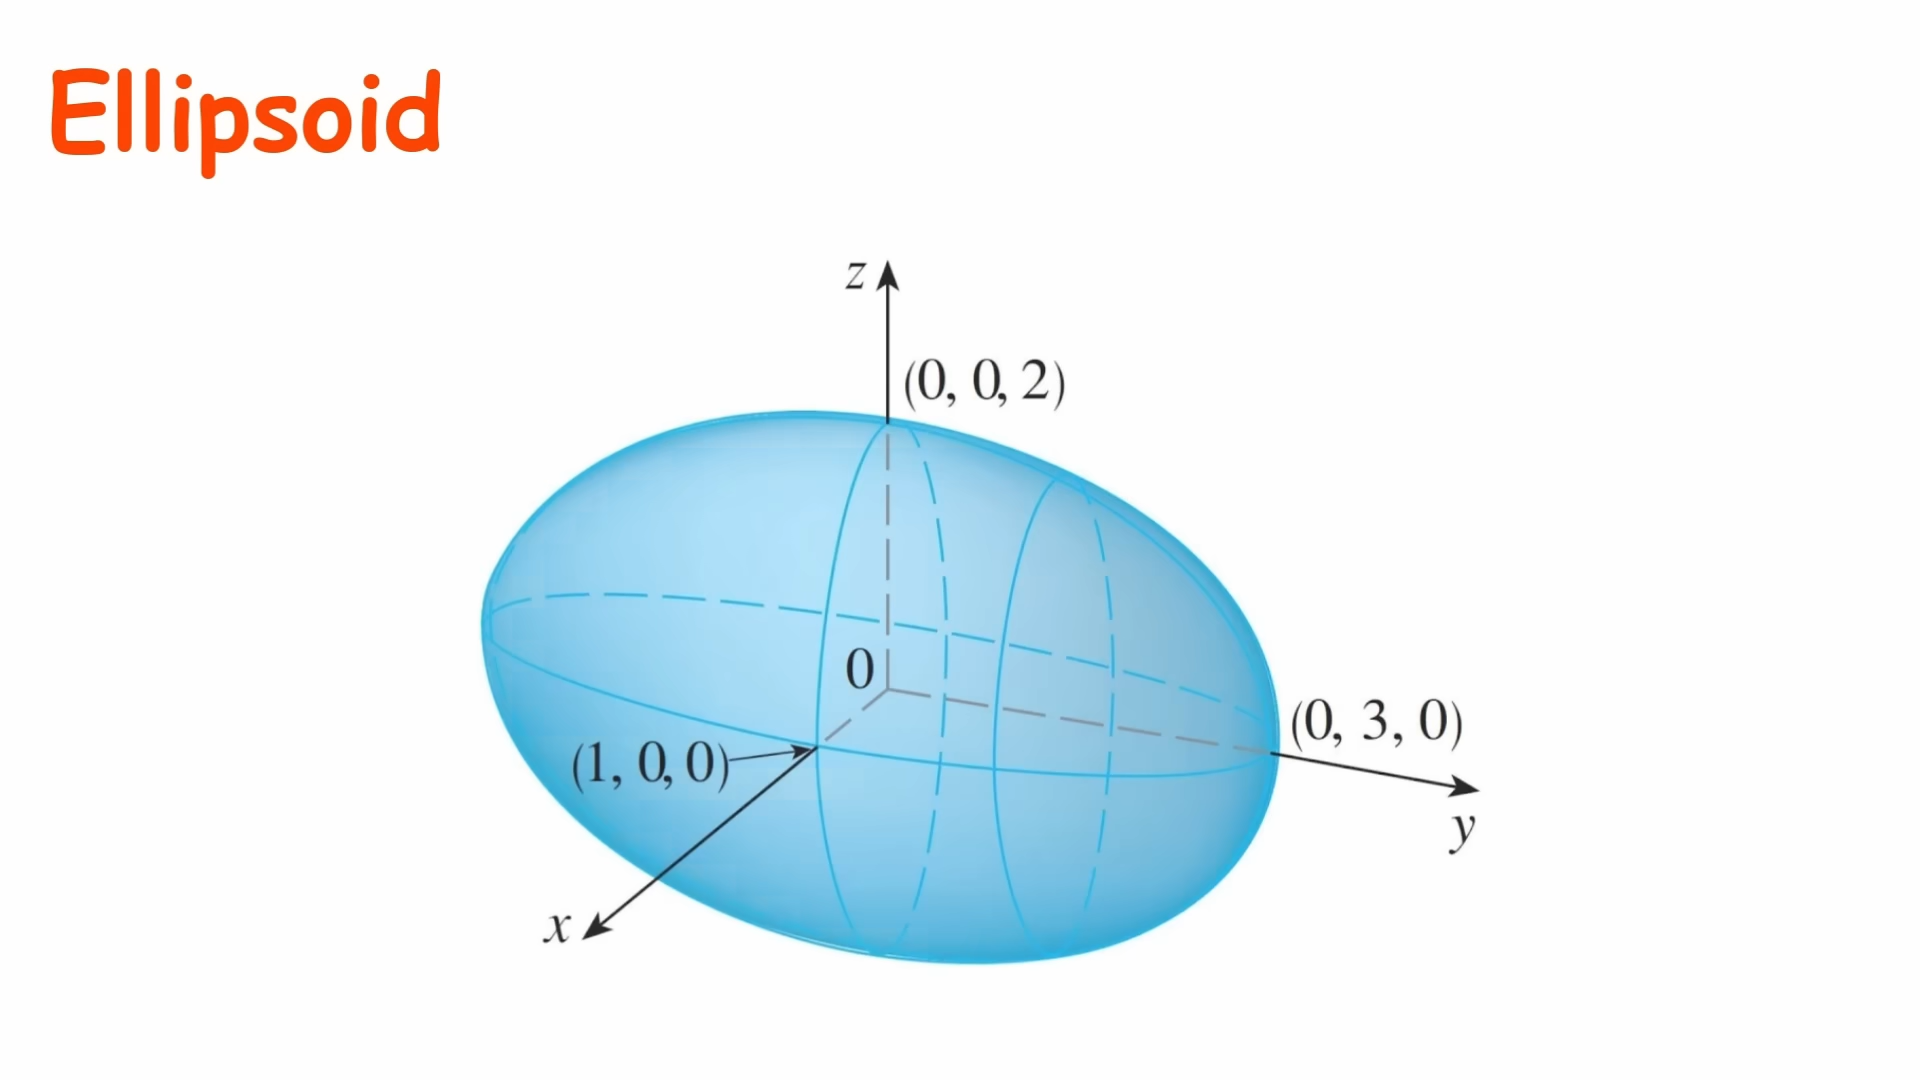 Ellipsoid
z
(0, 0, 2)
0
(0, 3, 0)
(1, 0, 0)
y
x